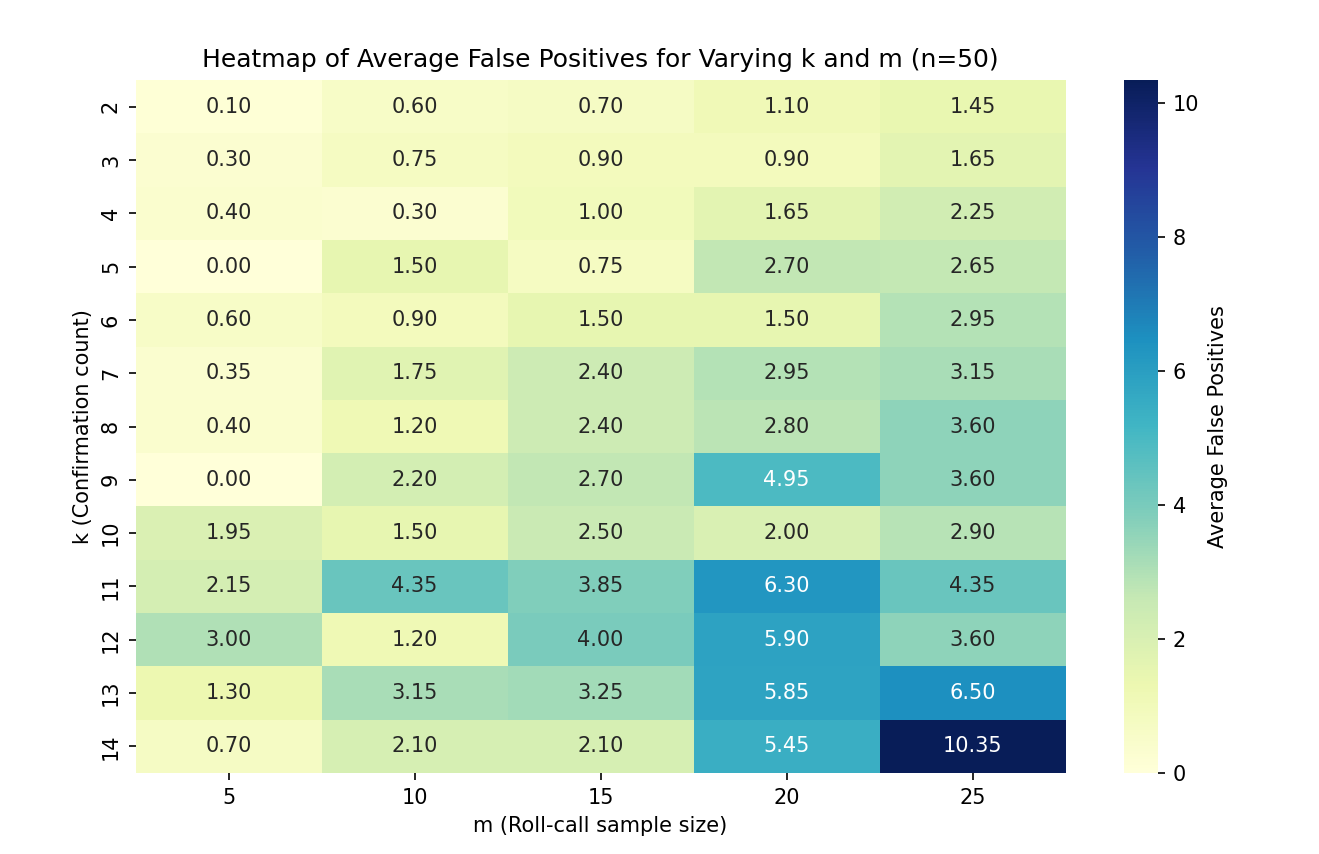 Heatmap of Average False Positives for Varying k and m (n=50)
2 0.10 0.60 0.70 1.10 1.45
3 0.30 0.75 0.90 0.90 1.65
4 0.40 0.30 1.00 1.65 2.25
5 0.00 1.50 0.75 2.70 2.65
6 0.60 0.90 1.50 1.50 2.95
7 0.35 1.75 2.40 2.95 3.15
8 0.40 1.20 2.40 2.80 3.60
9 0.00 2.20 2.70 4.95 3.60
10 1.95 1.50 2.50 2.00 2.90
11 2.15 4.35 3.85 6.30 4.35
12 3.00 1.20 4.00 5.90 3.60
13 1.30 3.15 3.25 5.85 6.50
14 0.70 2.10 2.10 5.45 10.35
5 10 15 20 25
m (Roll-call sample size)
k (Confirmation count)
10
8
6
4
2
0
Average False Positives